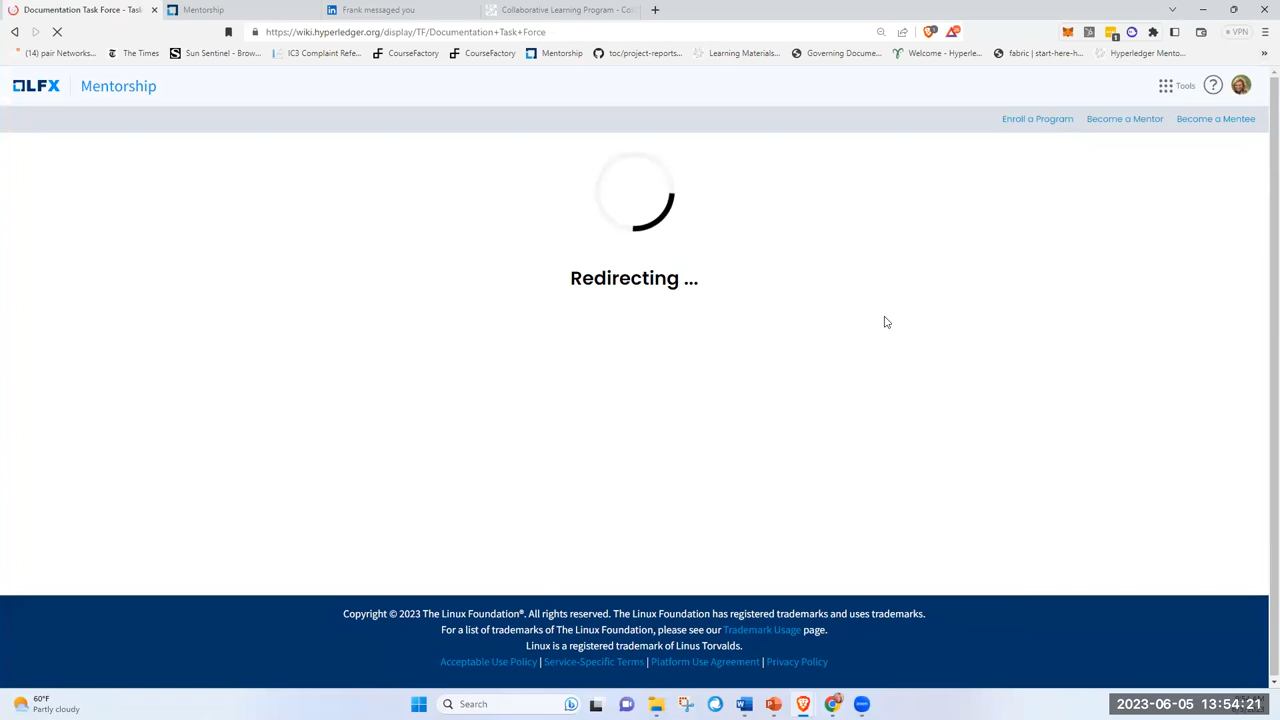 Documentation Task Force - Task
Mentorship
Frank messaged you
Collaborative Learning Program - Col
https://wiki.hyperledger.org/display/TF/Documentation+Task+Force
VPN
(14) pair Networ...
The Times
Sun Sentinel - Brow...
IC3 Complaint Refe...
Couractory
CourseFactory
Mentorship
toc/project-reports...
Learning Materials...
Governing Docume...
Welcome - Hyperle...
fabric | start-here-h...
Hyperledger Mento...
LFX
Mentorship
Tools
Enroll a Program
Become a Mentor
Become a Mentee
Redirecting ...
Copyright © 2023 The Linux Foundation®. All rights reserved. The Linux Foundation has registered trademarks and uses trademarks.
For a list of trademarks of The Linux Foundation, please see our Trademark Usage page.
Linux is a registered trademark of Linus Torvalds.
Acceptable Use Policy | Service-Specific Terms | Platform Use Agreement | Privacy Policy
60°F
Partly cloudy
Search
2023-06-05 13:54:21